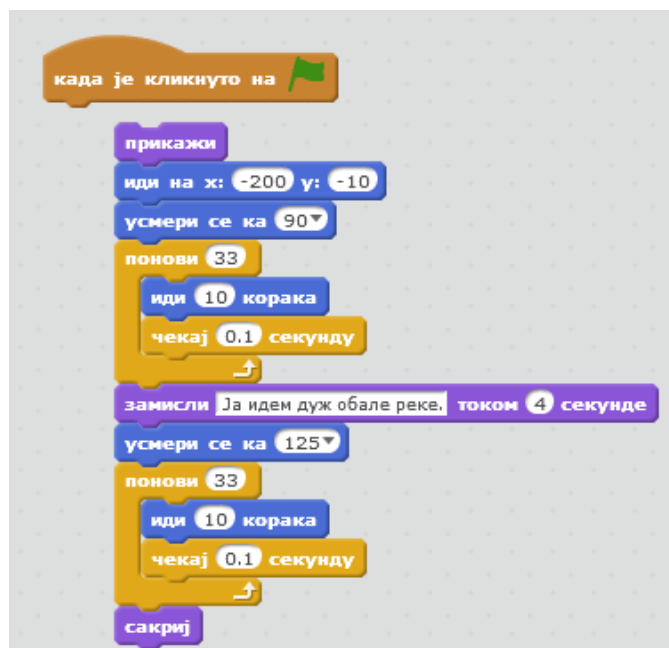 када је кликнуто на
прикажи
иди на x: -200 y: -10
усмери се ка 90
понови 33
иди 10 корака
чекај 0.1 секунду
замисли Ја идем дуж обале реке. током 4 секунде
усмери се ка 125
понови 33
иди 10 корака
чекај 0.1 секунду
сакриј